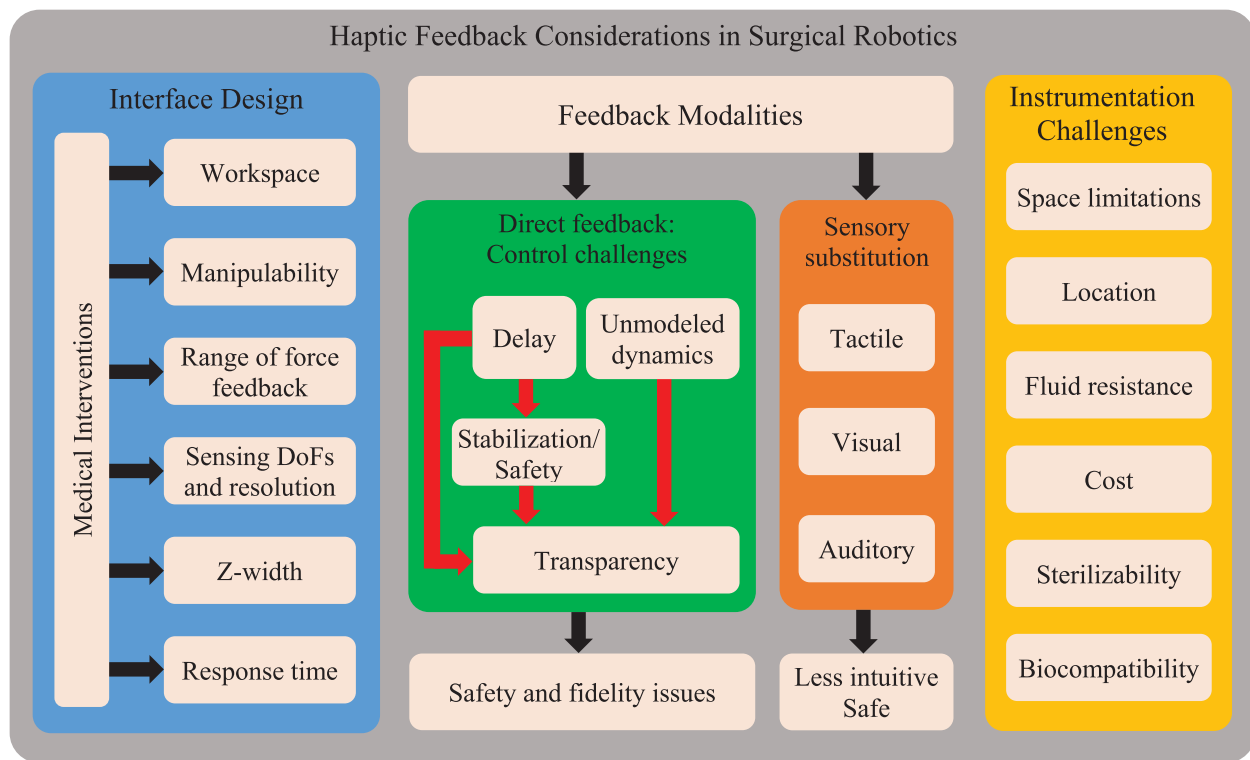 Haptic Feedback Considerations in Surgical Robotics
Interface Design
Medical Interventions
Workspace
Manipulability
Range of force
feedback
Sensing DoFs
and resolution
Z-width
Response time
Feedback Modalities
Direct feedback:
Control challenges
Delay
Unmodeled
dynamics
Stabilization/
Safety
Transparency
Safety and fidelity issues
Sensory
substitution
Tactile
Visual
Auditory
Less intuitive
Safe
Instrumentation
Challenges
Space limitations
Location
Fluid resistance
Cost
Sterilizability
Biocompatibility